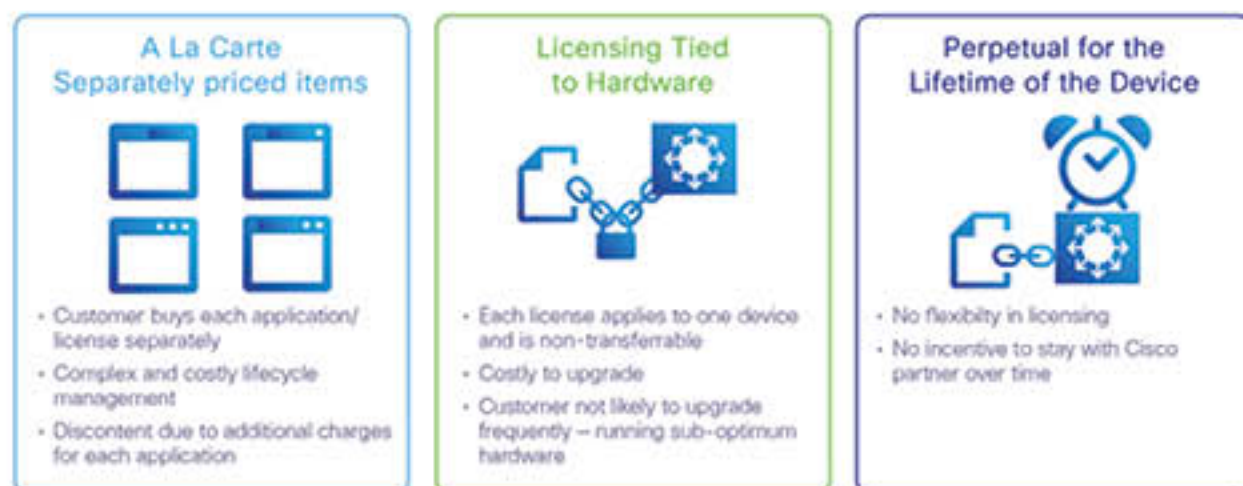 A La Carte
Separately priced items
• Customer buys each application/
license separately
• Complex and costly lifecycle
management
• Discontent due to additional charges
for each application
Licensing Tied
to Hardware
• Each license applies to one device
and is non-transferrable
• Costly to upgrade
• Customer not likely to upgrade
frequently – running sub-optimum
hardware
Perpetual for the
Lifetime of the Device
• No flexibilty in licensing
• No incentive to stay with Cisco
partner over time